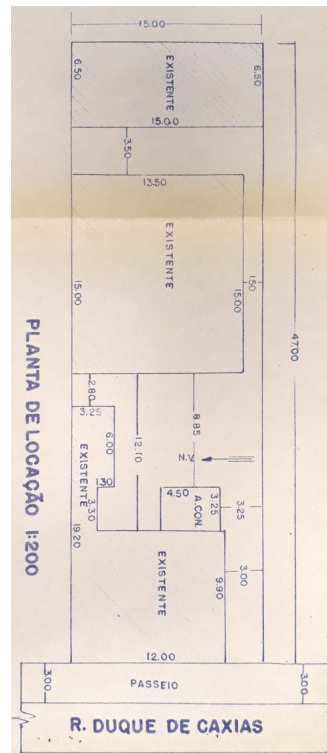 15.00
6.50
EXISTENTE
6.50
15.00
3.50
13.50
EXISTENTE
1.50
15.00
15.00
47.00
2.80
3.25
EXISTENTE
6.00
12.10
8.85
N.V.
1.30
3.30
4.50
A.CON.
3.25
3.25
19.20
EXISTENTE
9.90
3.00
12.00
PLANTA DE LOCAÇÃO 1:200
3.00
PASSEIO
3.00
R. DUQUE DE CAXIAS